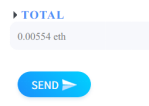 TOTAL
0.00554 eth
SEND